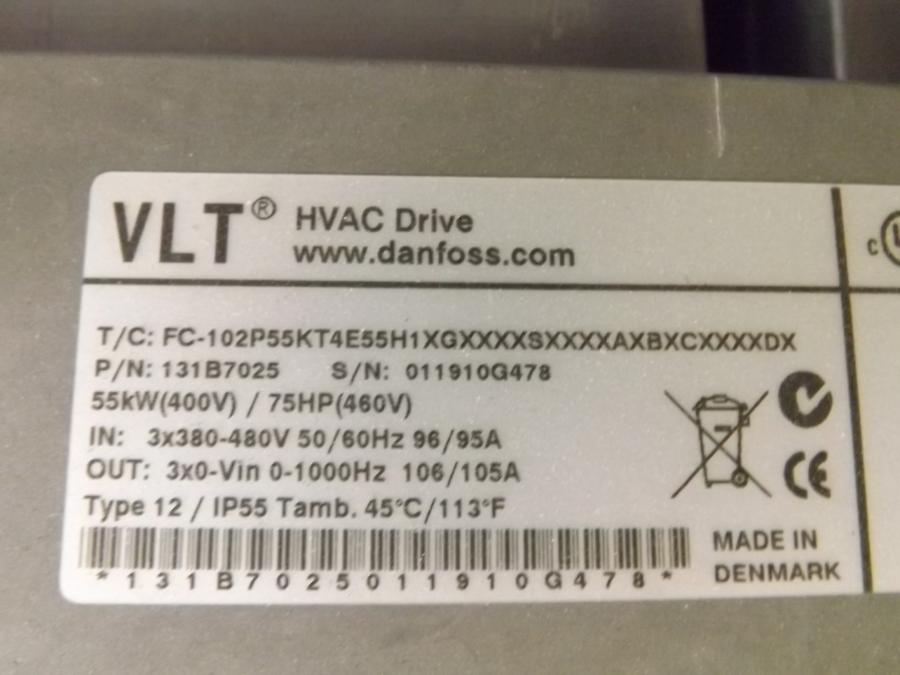 VLT® HVAC Drive
www.danfoss.com
T/C: FC-102P55KT4E55H1XGXXXXSXXXXAXBXCXXXXDX
P/N: 131B7025 S/N: 011910G478
55kW(400V) / 75HP(460V)
IN: 3x380-480V 50/60Hz 96/95A
OUT: 3x0-Vin 0-1000Hz 106/105A
Type 12 / IP55 Tamb. 45°C/113°F
CE
MADE IN
DENMARK
*131B7025011910G478*
c